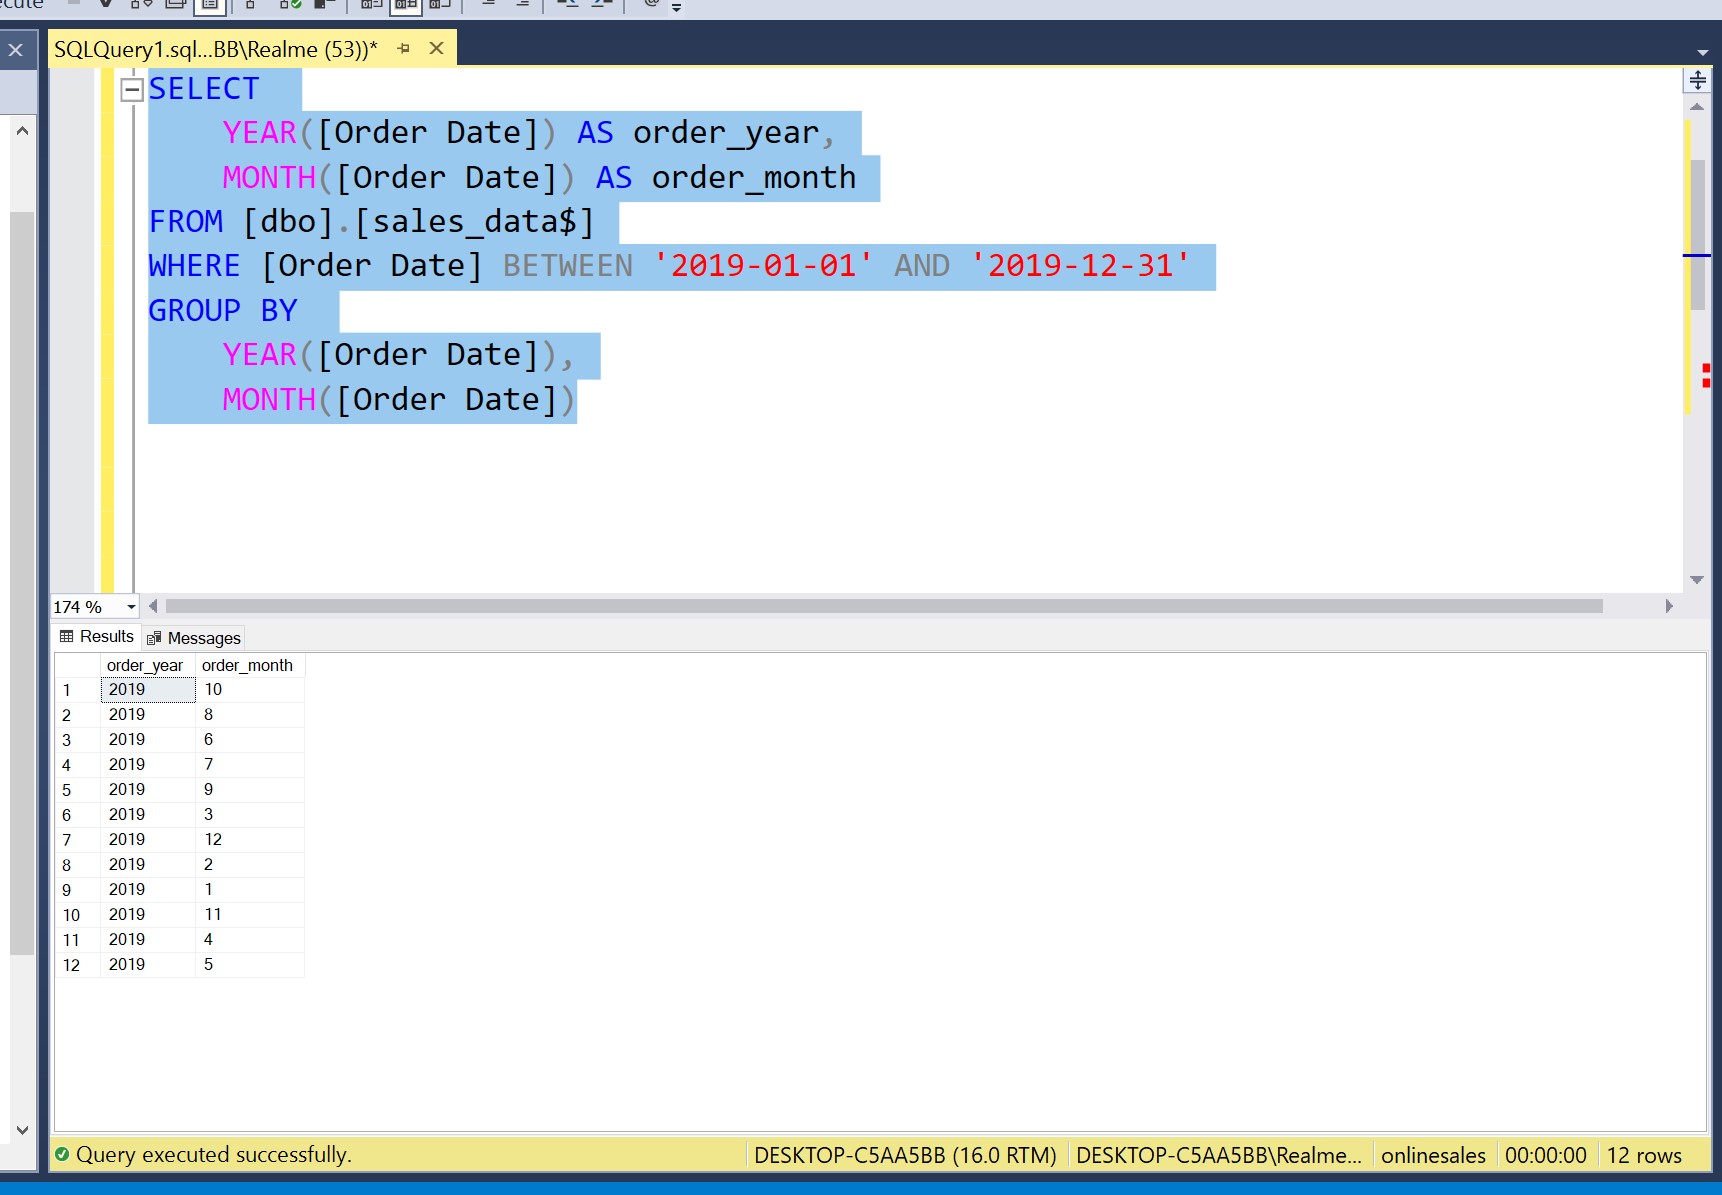 cute
SQLQuery1.sql...BB\Realme (53))*
SELECT
YEAR([Order Date]) AS order_year,
MONTH([Order Date]) AS order_month
FROM [dbo].[sales_data$]
WHERE [Order Date] BETWEEN '2019-01-01' AND '2019-12-31'
GROUP BY
YEAR([Order Date]),
MONTH([Order Date])
174 %
Results Messages
order_year order_month
1 2019 10
2 2019 8
3 2019 6
4 2019 7
5 2019 9
6 2019 3
7 2019 12
8 2019 2
9 2019 1
10 2019 11
11 2019 4
12 2019 5
Query executed successfully. DESKTOP-C5AA5BB (16.0 RTM) DESKTOP-C5AA5BB\Realme... onlinesales 00:00:00 12 rows